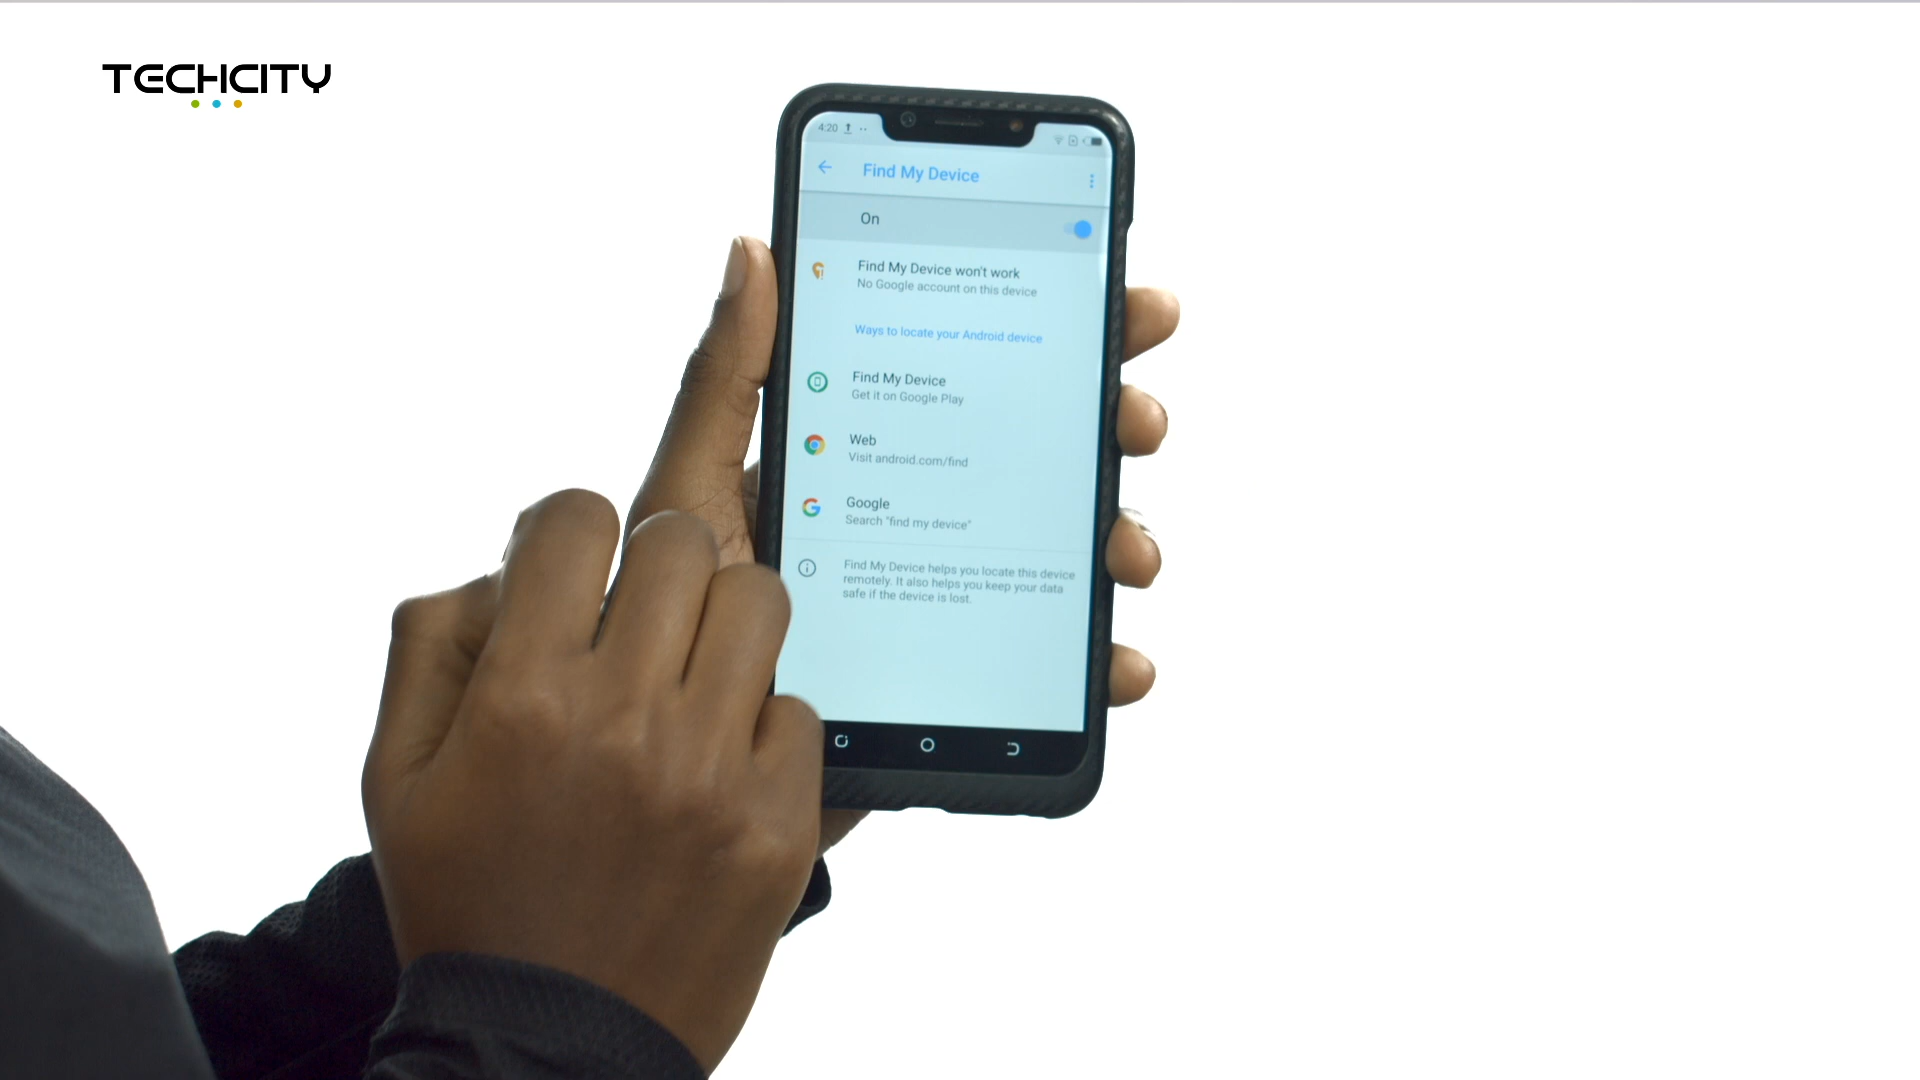 TECHCITY
4:20
Find My Device
On
Find My Device won't work
No Google account on this device
Ways to locate your Android device
Find My Device
Get it on Google Play
Web
Visit android.com/find
Google
Search "find my device"
Find My Device helps you locate this device
remotely. It also helps you keep your data
safe if the device is lost.